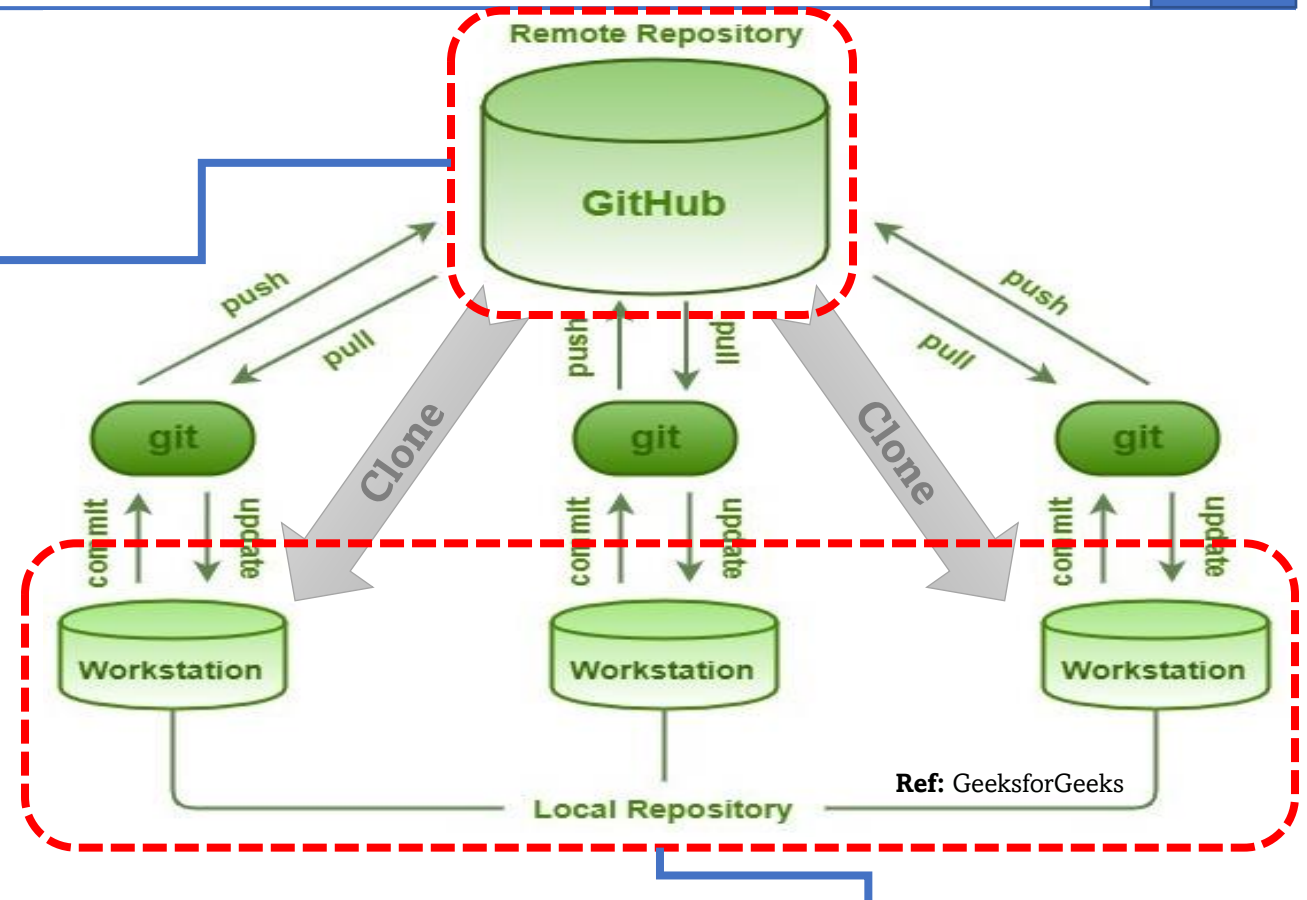 Remote Repository
GitHub
push
pull
push
pull
push
pull
Clone
Clone
git
git
git
commit
update
commit
update
commit
update
Workstation
Workstation
Workstation
Ref: GeeksforGeeks
Local Repository